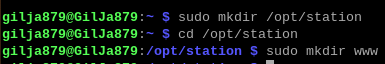 gilja879@GilJa879:~ $ sudo mkdir /opt/station
gilja879@GilJa879:~ $ cd /opt/station
gilja879@GilJa879:/opt/station $ sudo mkdir www